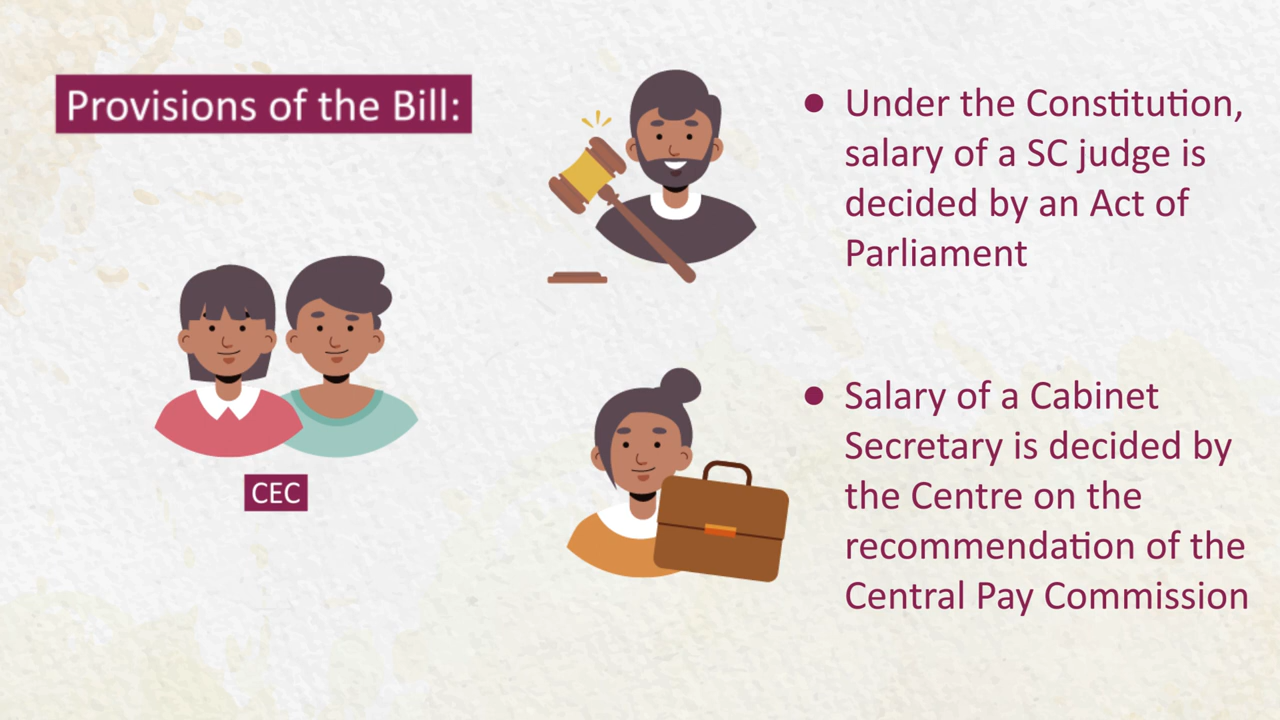 Provisions of the Bill:
Under the Constitution,
salary of a SC judge is
decided by an Act of
Parliament
CEC
Salary of a Cabinet
Secretary is decided by
the Centre on the
recommendation of the
Central Pay Commission